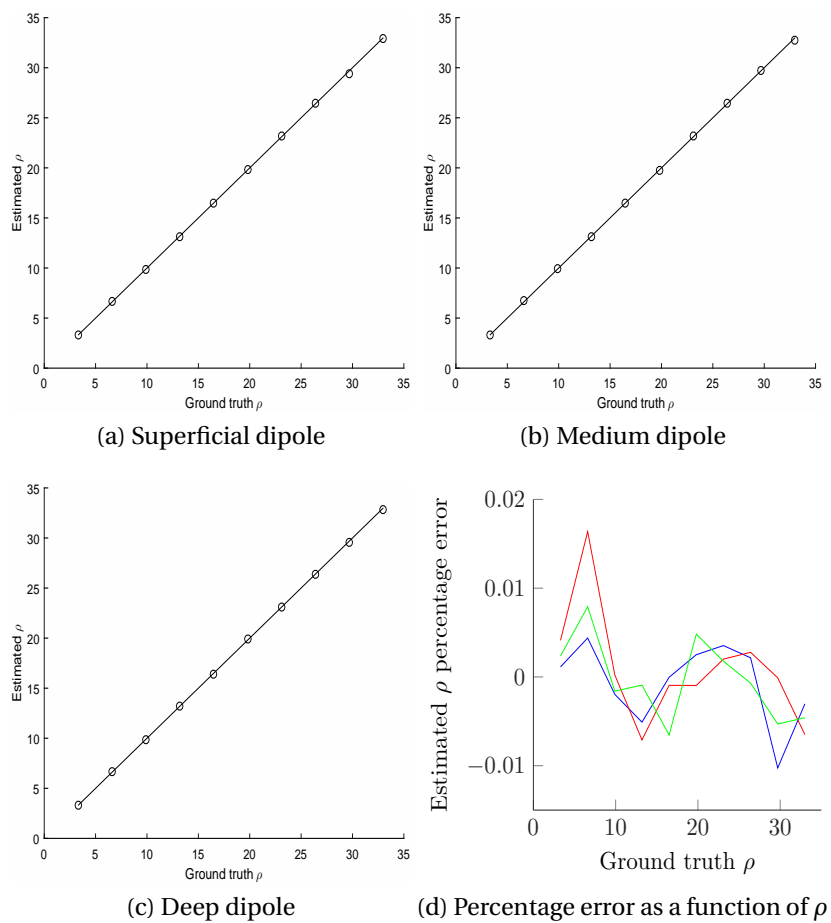 35
30
25
20
15
10
5
0
Estimated ρ
0 5 10 15 20 25 30 35
Ground truth ρ
(a) Superficial dipole
35
30
25
20
15
10
5
0
Estimated ρ
0 5 10 15 20 25 30 35
Ground truth ρ
(b) Medium dipole
35
30
25
20
15
10
5
0
Estimated ρ
0 5 10 15 20 25 30 35
Ground truth ρ
(c) Deep dipole
0.02
0.01
0
−0.01
Estimated ρ percentage error
0 10 20 30
Ground truth ρ
(d) Percentage error as a function of ρ